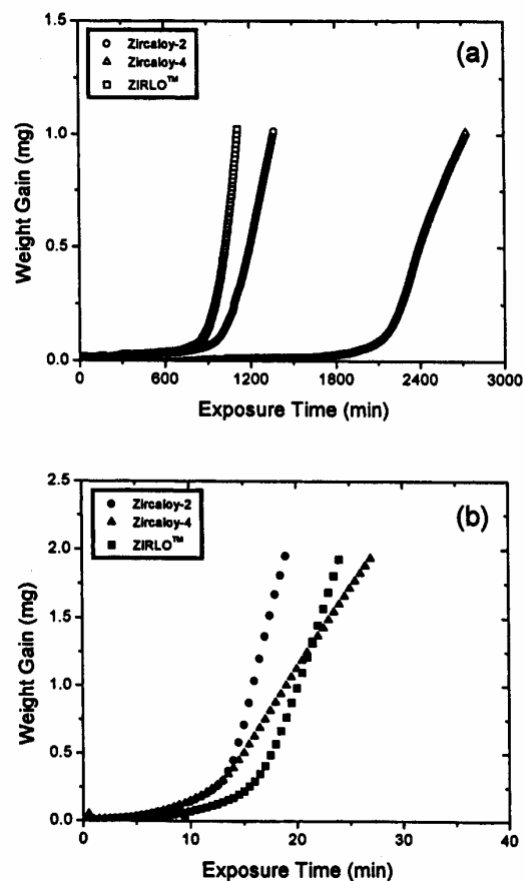 (a)
Zircaloy-2
Zircaloy-4
ZIRLO™
Weight Gain (mg)
1.5
1.0
0.5
0.0
0 600 1200 1800 2400 3000
Exposure Time (min)
(b)
Zircaloy-2
Zircaloy-4
ZIRLO™
Weight Gain (mg)
2.5
2.0
1.5
1.0
0.5
0.0
0 10 20 30 40
Exposure Time (min)